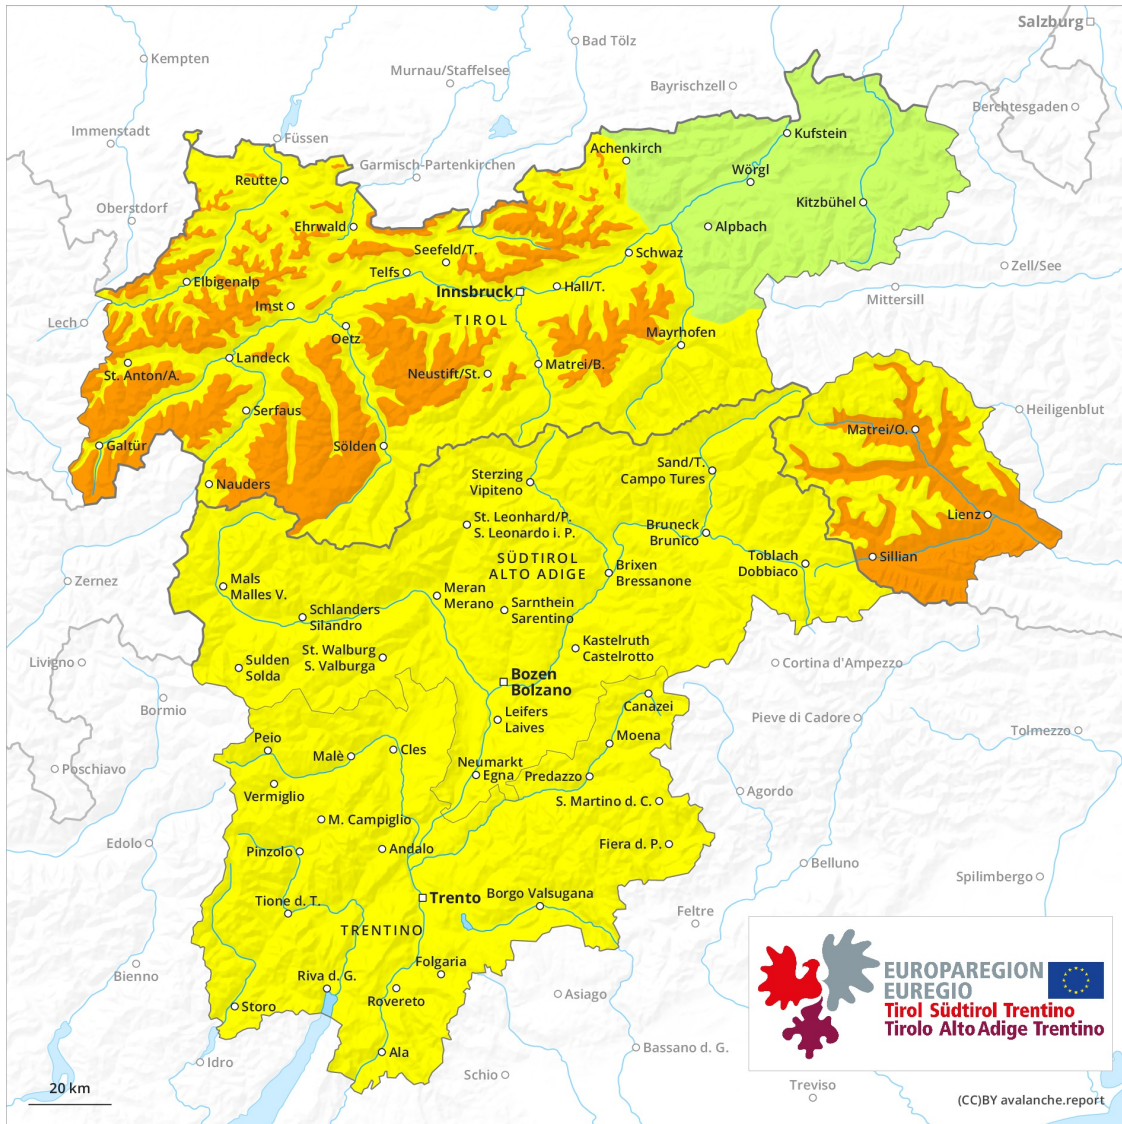 Salzburg
Bad Tölz
Kempten
Murnau/Staffelsee
Bayrischzell
Berchtesgaden
Immenstadt
Füssen
Kufstein
Achenkirch
Garmisch-Partenkirchen
Wörgl
Reutte
Oberstdorf
Kitzbühel
Ehrwald
Alpbach
Seefeld/T.
Schwaz
Telfs
Zell/See
Elbigenalp
Hall/T.
Innsbruck
Mittersill
Imst
TIROL
Lech
Oetz
Mayrhofen
Landeck
Matrei/B.
St. Anton/A.
Neustift/St.
Serfaus
Heiligenblut
Matrei/O.
Galtür
Sölden
Sand/T.
Campo Tures
Sterzing
Vipiteno
Nauders
St. Leonhard/P.
S. Leonardo i. P.
Bruneck
Brunico
Lienz
SÜDTIROL
ALTO ADIGE
Toblach
Dobbiaco
Sillian
Brixen
Bressanone
Zernez
Mals
Malles V.
Meran
Merano
Sarnthein
Sarentino
Schlanders
Silandro
Kastelruth
Castelrotto
St. Walburg
S. Valburga
Livigno
Sulden
Solda
Cortina d'Ampezzo
Bozen
Bolzano
Bormio
Canazei
Leifers
Laives
Pieve di Cadore
Tolmezzo
Moena
Peio
Malè
Cles
Neumarkt
Egna
Predazzo
Poschiavo
Vermiglio
Agordo
S. Martino d. C.
M. Campiglio
Edolo
Pinzolo
Andalo
Fiera d. P.
Belluno
Spilimbergo
Tione d. T.
Trento
Borgo Valsugana
Feltre
TRENTINO
Folgaria
Bienno
Riva d. G.
Rovereto
Asiago
Storo
EUROPAREGION
EUREGIO
Tirol Südtirol Trentino
Tirolo Alto Adige Trentino
Ala
Bassano d. G.
Idro
Schio
Treviso
20 km
(CC)BY avalanche.report